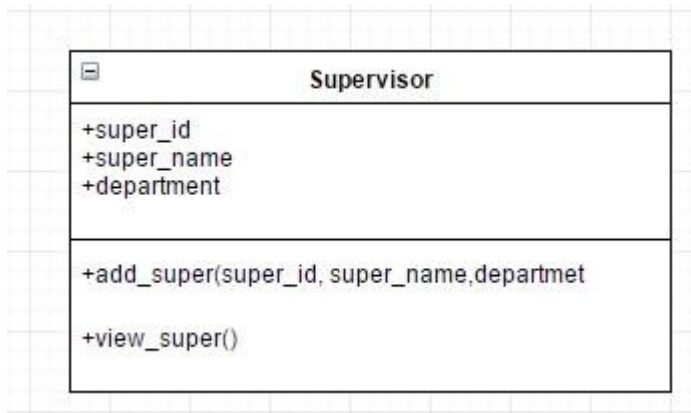 Supervisor
+super_id
+super_name
+department
+add_super(super_id, super_name,departmet
+view_super()